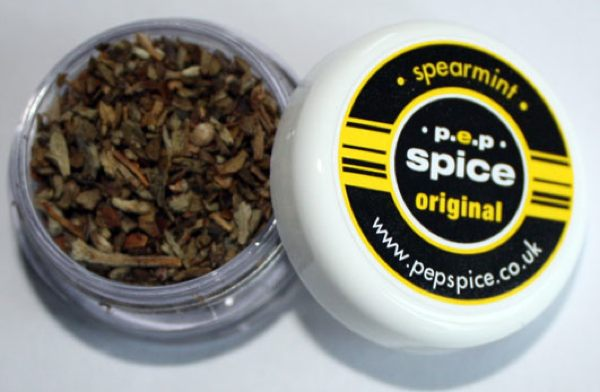 • spearmint •
• p.e.p •
spice
original
www.pepspice.co.uk